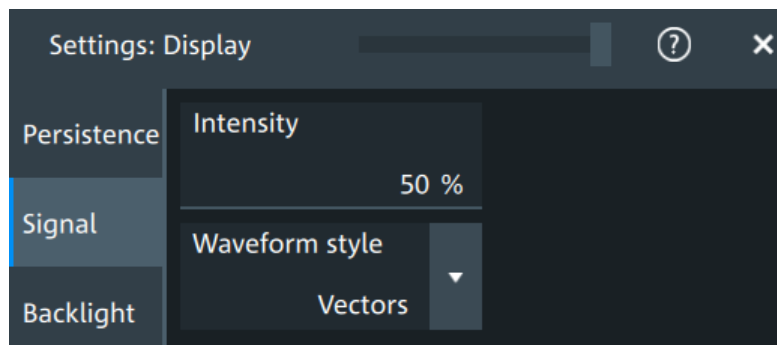 Settings: Display
?
×
Persistence
Signal
Backlight
Intensity
50 %
Waveform style
Vectors